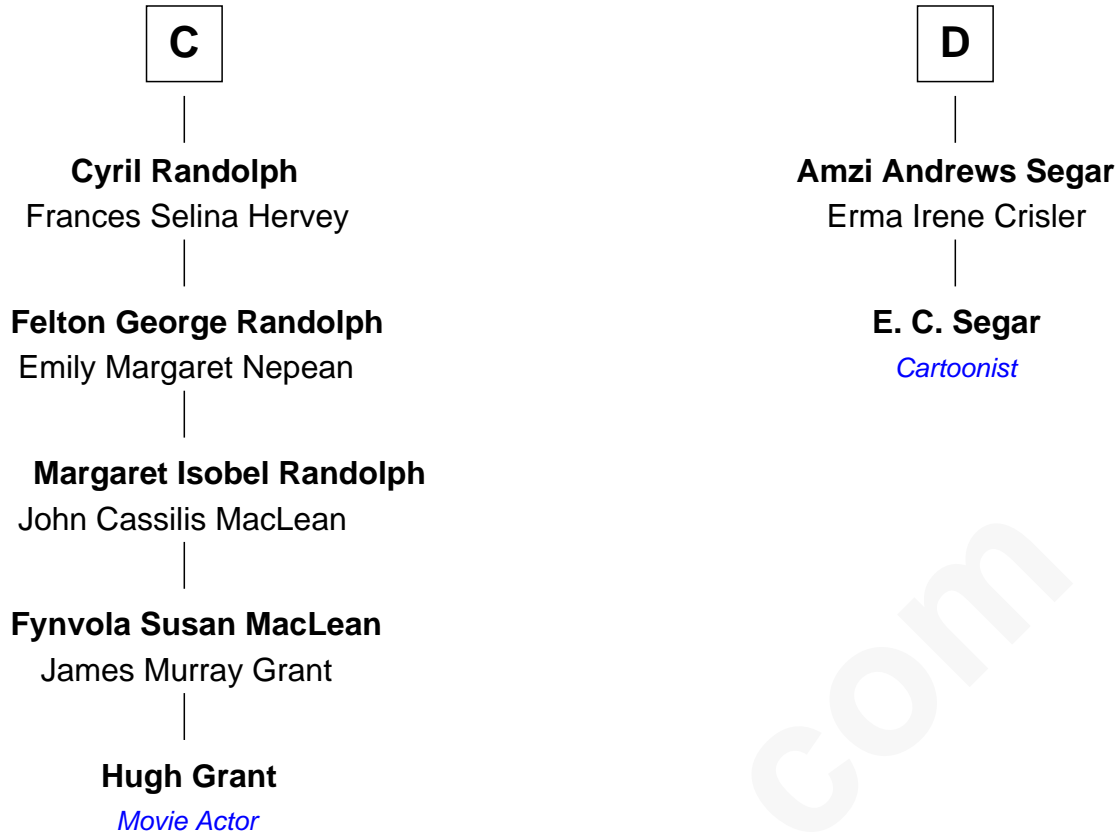 C
Cyril Randolph
Frances Selina Hervey
Felton George Randolph
Emily Margaret Nepean
Margaret Isobel Randolph
John Cassilis MacLean
Fynvola Susan MacLean
James Murray Grant
Hugh Grant
Movie Actor
D
Amzi Andrews Segar
Erma Irene Crisler
E. C. Segar
Cartoonist
com